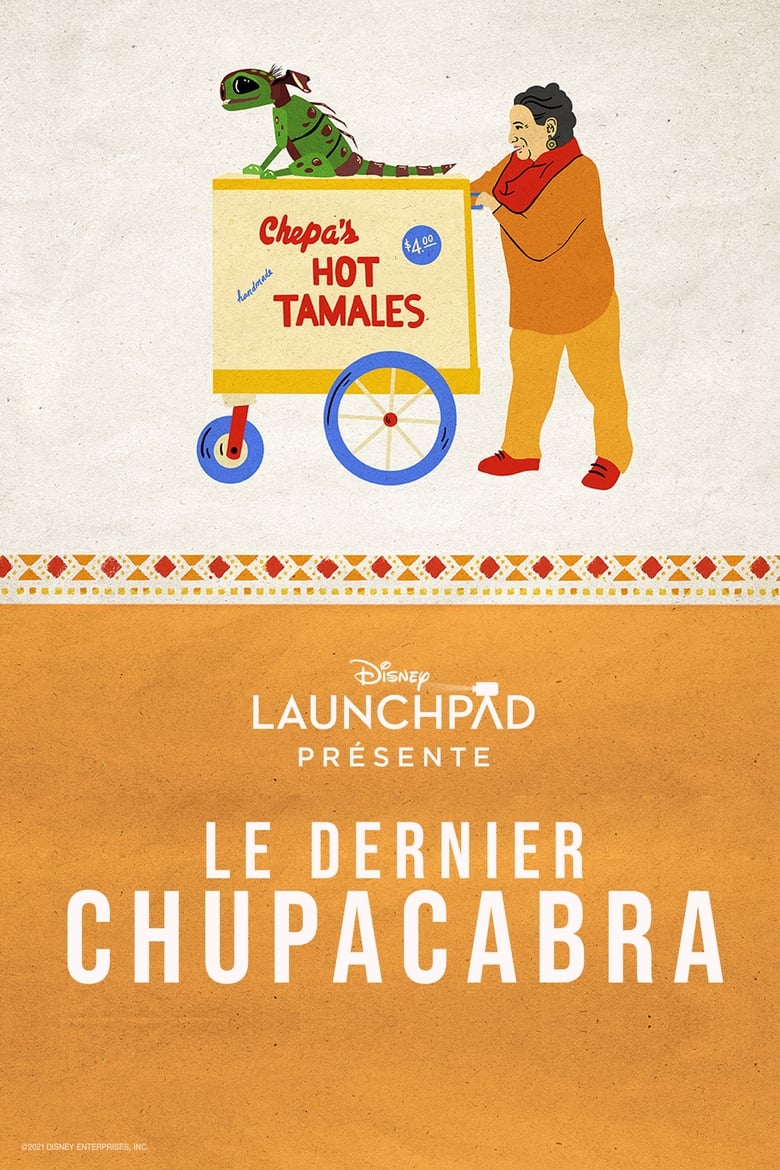 Chepa's
$4.00
HOT
handmade
TAMALES
Disney
LAUNCHPAD
PRÉSENTE
LE DERNIER
CHUPACABRA
©2021 DISNEY ENTERPRISES, INC.